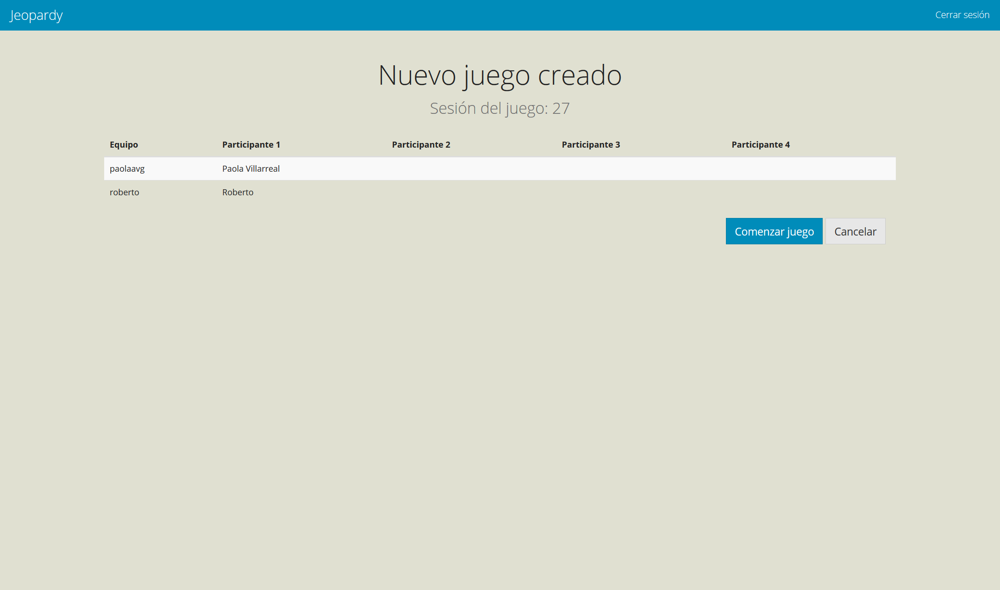 Jeopardy Cerrar sesión
Nuevo juego creado
Sesión del juego: 27
Equipo Participante 1 Participante 2 Participante 3 Participante 4
paolaavg Paola Villarreal
roberto Roberto
Comenzar juego Cancelar